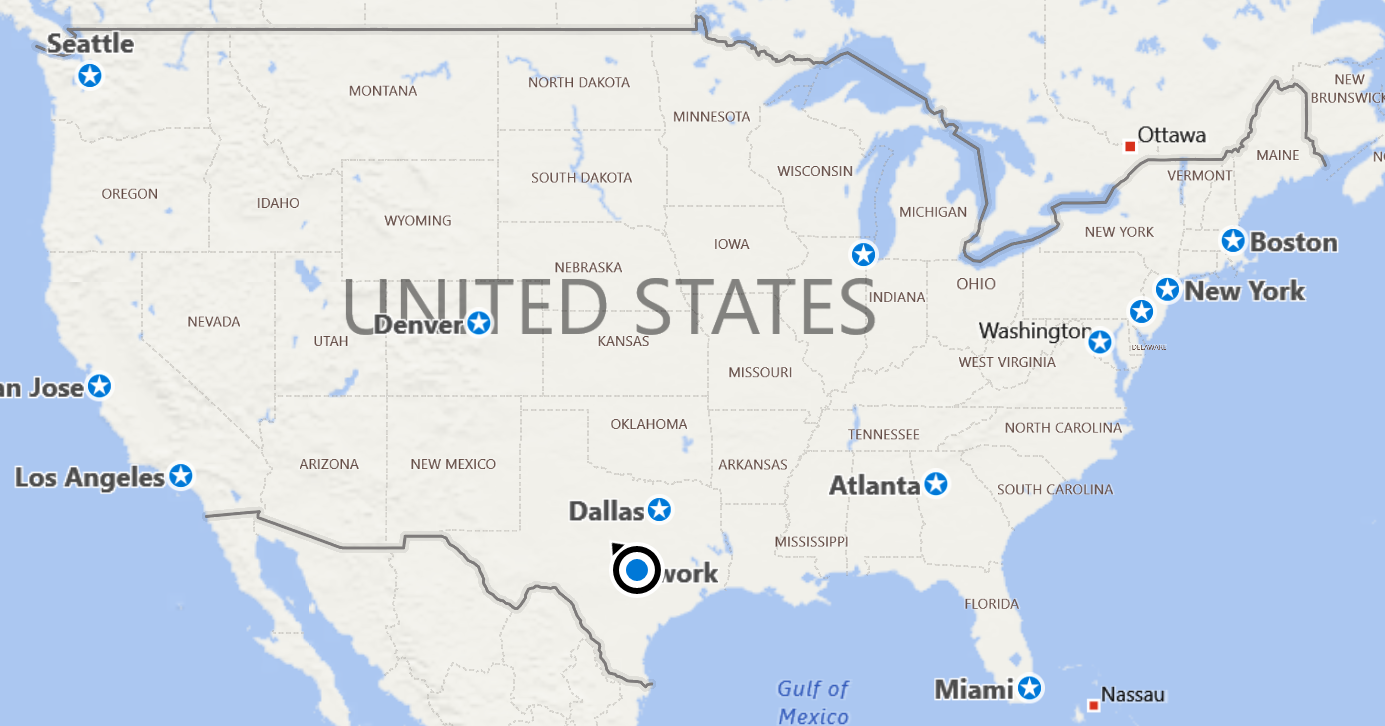 Seattle
MONTANA
NORTH DAKOTA
MINNESOTA
NEW
BRUNSWICK
Ottawa
MAINE
VERMONT
WISCONSIN
SOUTH DAKOTA
OREGON
IDAHO
WYOMING
MICHIGAN
NEW YORK
IOWA
Boston
NEBRASKA
UNITED STATES
INDIANA
OHIO
New York
NEVADA
Denver
UTAH
KANSAS
Washington
DELAWARE
WEST VIRGINIA
MISSOURI
an Jose
OKLAHOMA
TENNESSEE
NORTH CAROLINA
ARIZONA
NEW MEXICO
ARKANSAS
Los Angeles
Atlanta
SOUTH CAROLINA
Dallas
MISSISSIPPI
work
FLORIDA
Miami
Gulf of
Mexico
Nassau